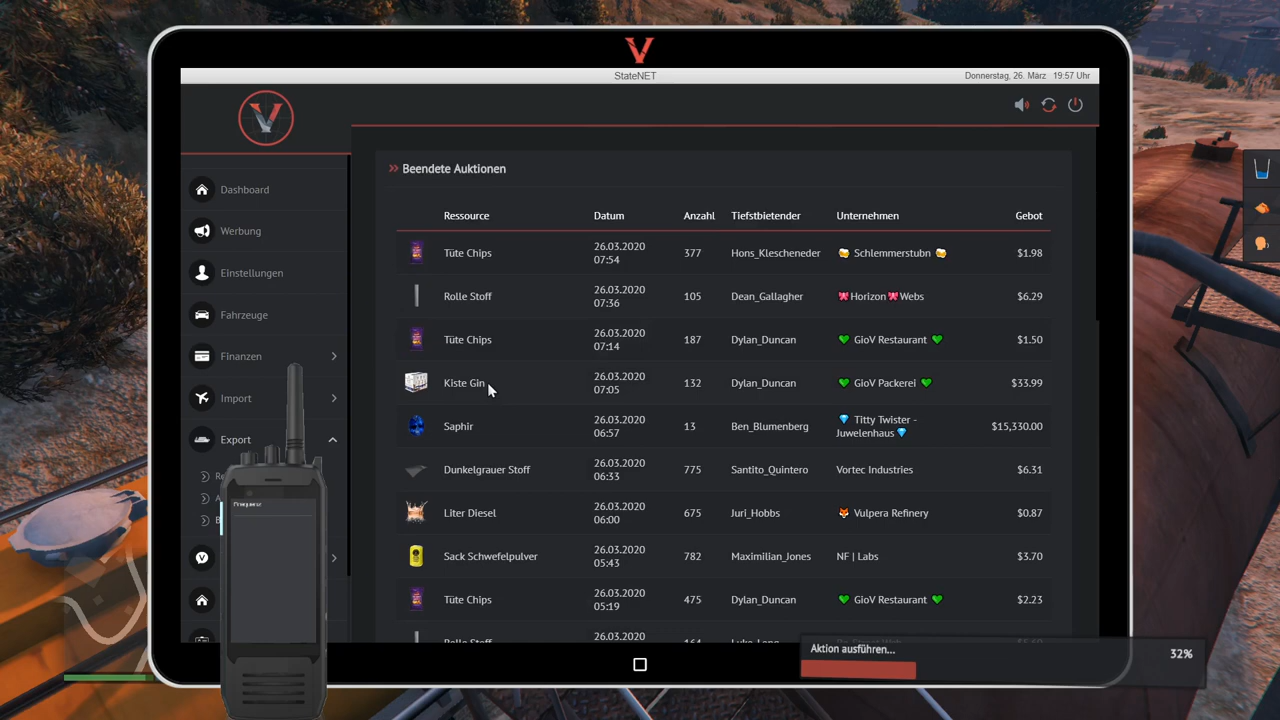 StateNET
Donnerstag, 26. März 19:57 Uhr
Dashboard
Werbung
Einstellungen
Fahrzeuge
Finanzen
Import
Export
Beendete Auktionen
Ressource Datum Anzahl Tiefstbietender Unternehmen Gebot
Tüte Chips 26.03.2020 07:54 377 Hons_Klescheneder Schlemmerstubn $1.98
Rolle Stoff 26.03.2020 07:36 105 Dean_Gallagher Horizon Webs $6.29
Tüte Chips 26.03.2020 07:14 187 Dylan_Duncan GioV Restaurant $1.50
Kiste Gin 26.03.2020 07:05 132 Dylan_Duncan GioV Packerei $33.99
Saphir 26.03.2020 06:57 13 Ben_Blumenberg Titty Twister - Juwelenhaus $15,330.00
Dunkelgrauer Stoff 26.03.2020 06:33 775 Santito_Quintero Vortec Industries $6.31
Liter Diesel 26.03.2020 06:00 675 Juri_Hobbs Vulpera Refinery $0.87
Sack Schwefelpulver 26.03.2020 05:43 782 Maximilian_Jones NF | Labs $3.70
Tüte Chips 26.03.2020 05:19 475 Dylan_Duncan GioV Restaurant $2.23
Rolle Stoff
Aktion ausführen... 32%